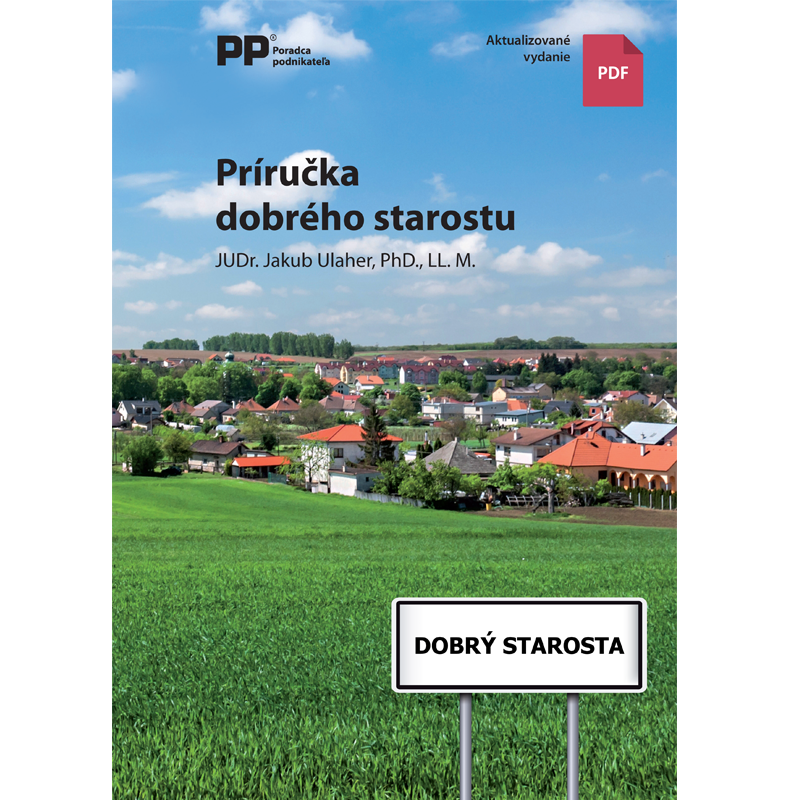 PP®
Poradca
podnikateľa
Aktualizované
vydanie
PDF
Príručka
dobrého starostu
JUDr. Jakub Ulaher, PhD., LL. M.
DOBRÝ STAROSTA